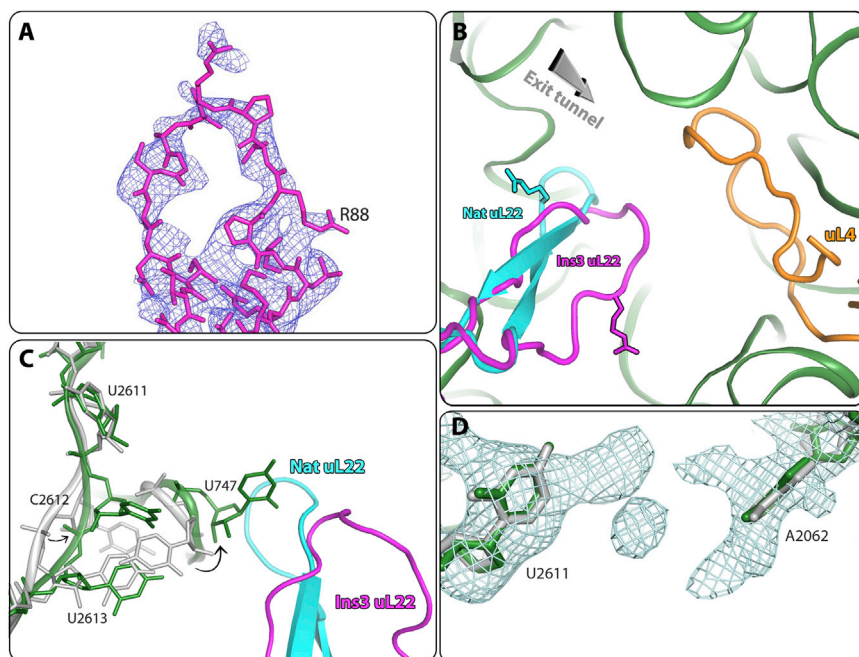 A
R88
B
Exit tunnel
Nat uL22
Ins3 uL22
uL4
C
U2611
C2612
U747
Nat uL22
U2613
Ins3 uL22
D
A2062
U2611